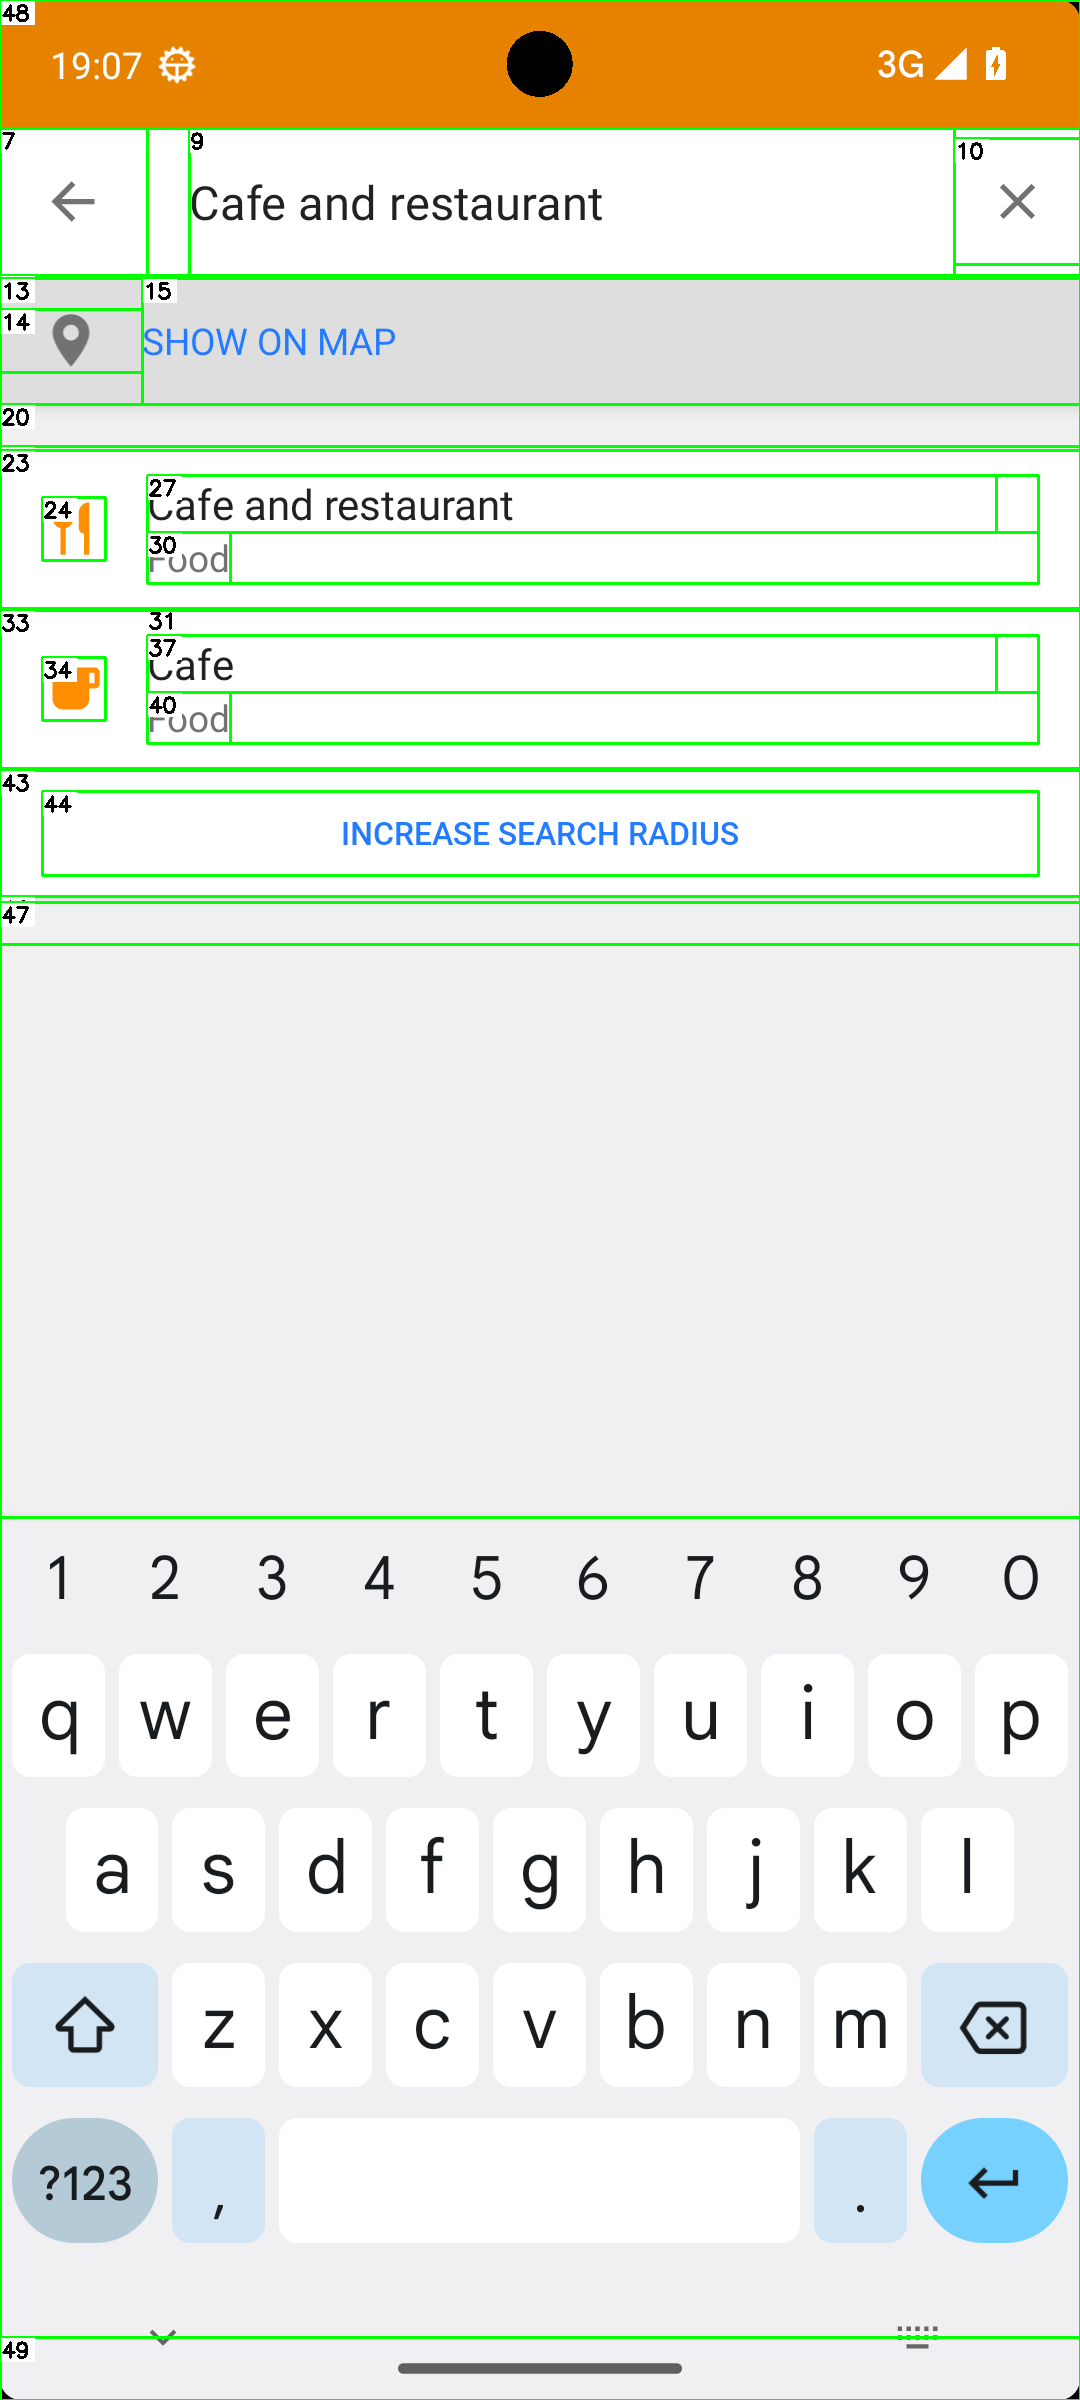 48
19:07
3G
7
9
10
Cafe and restaurant
13
15
14
SHOW ON MAP
20
23
27
24
Cafe and restaurant
30
Food
33
31
37
34
Cafe
40
Food
43
44
INCREASE SEARCH RADIUS
47
1 2 3 4 5 6 7 8 9 0
q w e r t y u i o p
a s d f g h j k l
z x c v b n m
?123 , .
49